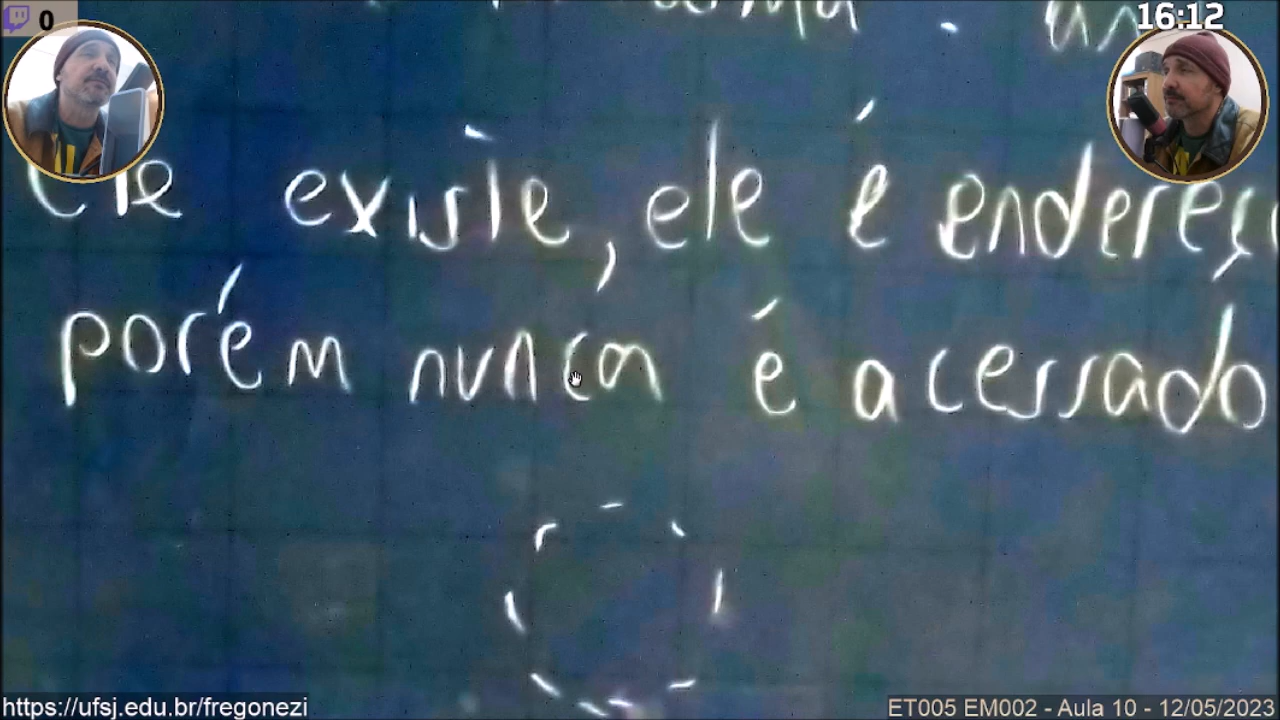 0
16:12
Ele existe, ele é endereç
porém nunca é acessado
https://ufsj.edu.br/fregonezi
ET005 EM002 - Aula 10 - 12/05/2023